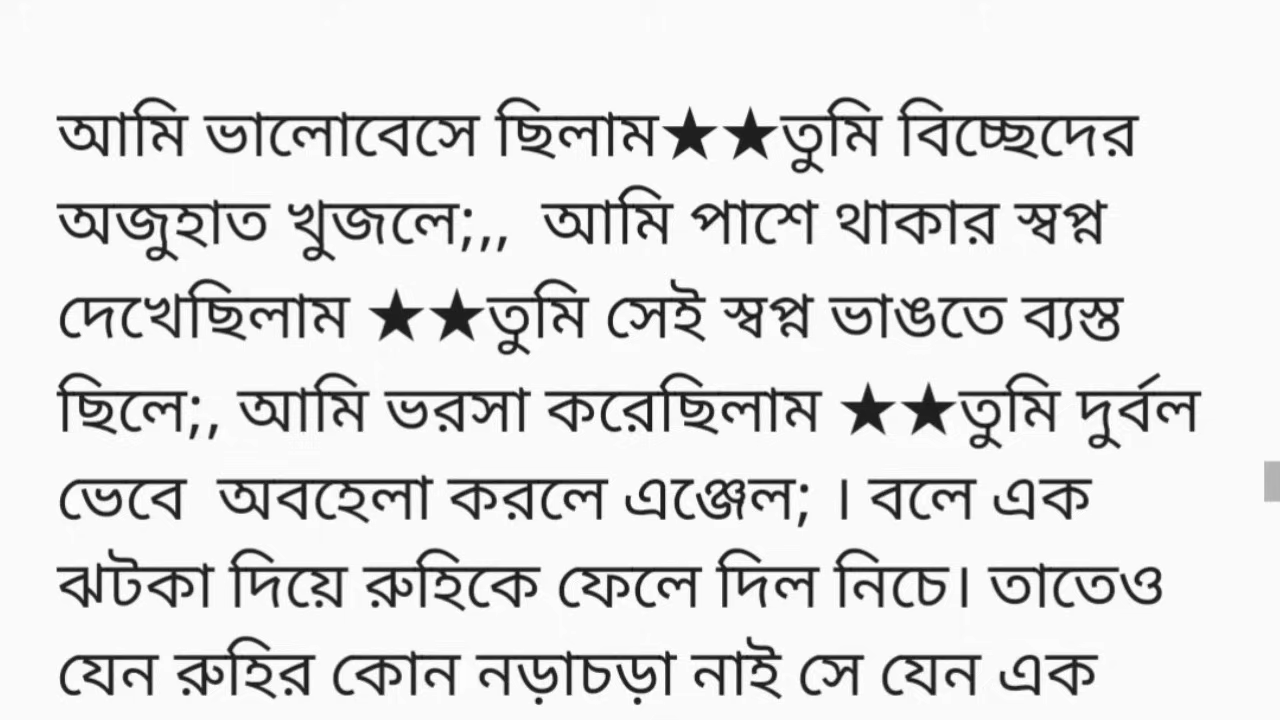 আমি ভালোবেসে ছিলাম★★তুমি বিচ্ছেদের
অজুহাত খুজলে;,, আমি পাশে থাকার স্বপ্ন
দেখেছিলাম ★★তুমি সেই স্বপ্ন ভাঙতে ব্যস্ত
ছিলে;, আমি ভরসা করেছিলাম ★★তুমি দুর্বল
ভেবে অবহেলা করলে এঞ্জেল; । বলে এক
ঝটকা দিয়ে রুহিকে ফেলে দিল নিচে। তাতেও
যেন রুহির কোন নড়াচড়া নাই সে যেন এক